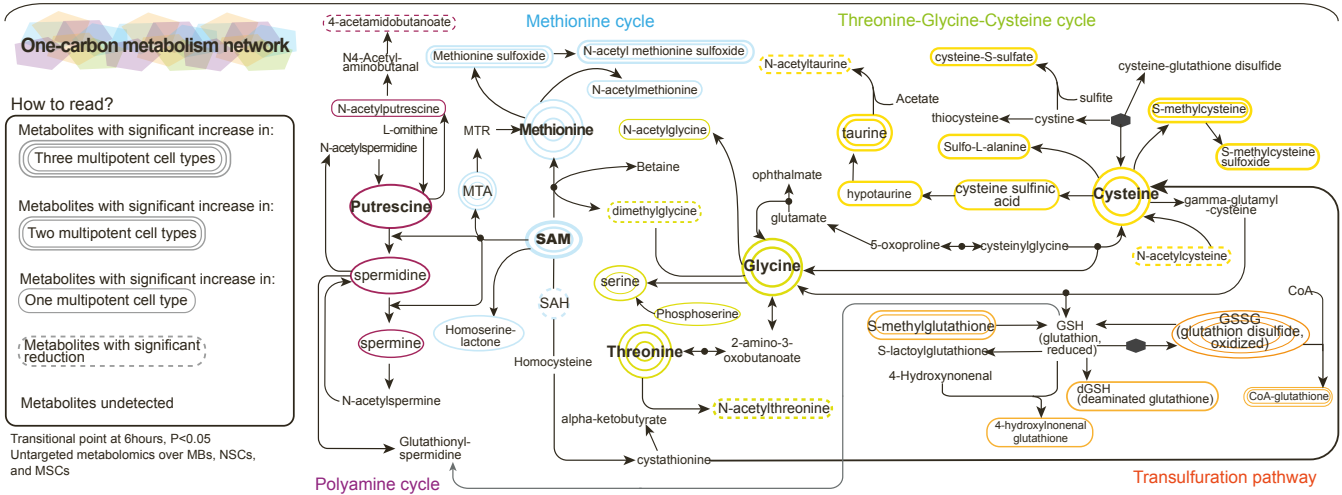 One-carbon metabolism network
How to read?
Metabolites with significant increase in:
Three multipotent cell types
Metabolites with significant increase in:
Two multipotent cell types
Metabolites with significant increase in:
One multipotent cell type
Metabolites with significant
reduction
Metabolites undetected
Transitional point at 6hours, P<0.05
Untargeted metabolomics over MBs, NSCs,
and MSCs
4-acetamidobutanoate
N4-Acetyl-
aminobutanal
N-acetylputrescine
L-ornithine
N-acetylspermidine
Putrescine
spermidine
spermine
N-acetylspermine
Glutathionyl-
spermidine
Polyamine cycle
Methionine cycle
Methionine sulfoxide
N-acetyl methionine sulfoxide
N-acetylmethionine
MTR
Methionine
MTA
Betaine
dimethylglycine
SAM
SAH
Homoserine-
lactone
Homocysteine
alpha-ketobutyrate
cystathionine
Threonine-Glycine-Cysteine cycle
N-acetyltaurine
Acetate
taurine
N-acetylglycine
hypotaurine
cysteine sulfinic
acid
Sulfo-L-alanine
cysteine-S-sulfate
sulfite
thiocysteine
cystine
cysteine-glutathione disulfide
S-methylcysteine
S-methylcysteine
sulfoxide
Cysteine
gamma-glutamyl
-cysteine
N-acetylcysteine
ophthalmate
glutamate
5-oxoproline
cysteinylglycine
Glycine
serine
Phosphoserine
Threonine
2-amino-3-
oxobutanoate
N-acetylthreonine
S-methylglutathione
S-lactoylglutathione
4-Hydroxynonenal
GSH
(glutathion,
reduced)
GSSG
(glutathion disulfide,
oxidized)
CoA
dGSH
(deaminated glutathione)
CoA-glutathione
4-hydroxylnonenal
glutathione
Transulfuration pathway